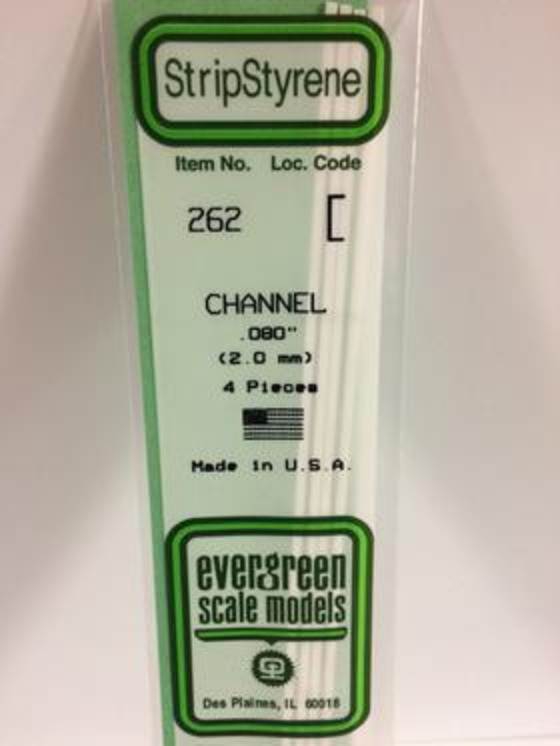 StripStyrene
Item No. Loc. Code
262 [
CHANNEL
.080"
(2.0 mm)
4 Pieces
Made in U.S.A.
evergreen
scale models
Des Plaines, IL 60018